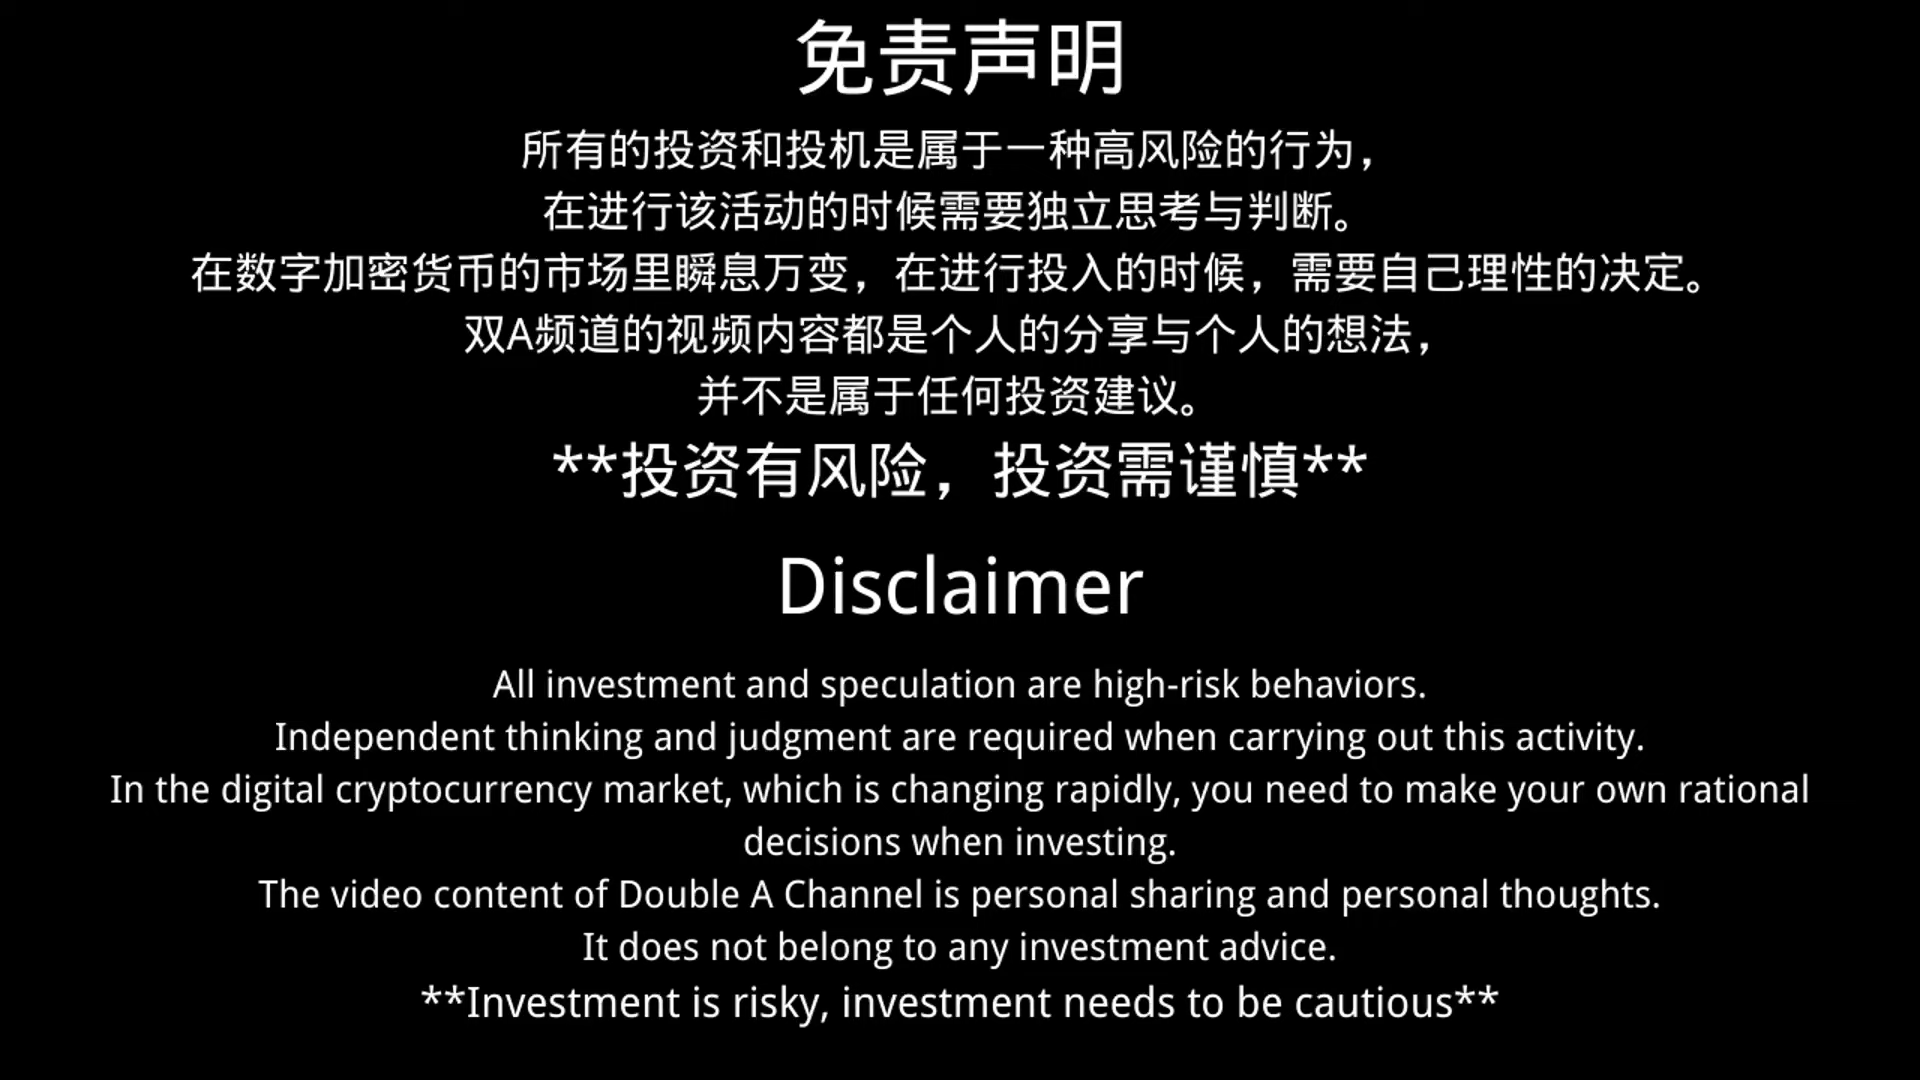 免责声明
所有的投资和投机是属于一种高风险的行为，
在进行该活动的时候需要独立思考与判断。
在数字加密货币的市场里瞬息万变，在进行投入的时候，需要自己理性的决定。
双A频道的视频内容都是个人的分享与个人的想法，
并不是属于任何投资建议。
**投资有风险，投资需谨慎**
Disclaimer
All investment and speculation are high-risk behaviors.
Independent thinking and judgment are required when carrying out this activity.
In the digital cryptocurrency market, which is changing rapidly, you need to make your own rational
decisions when investing.
The video content of Double A Channel is personal sharing and personal thoughts.
It does not belong to any investment advice.
**Investment is risky, investment needs to be cautious**